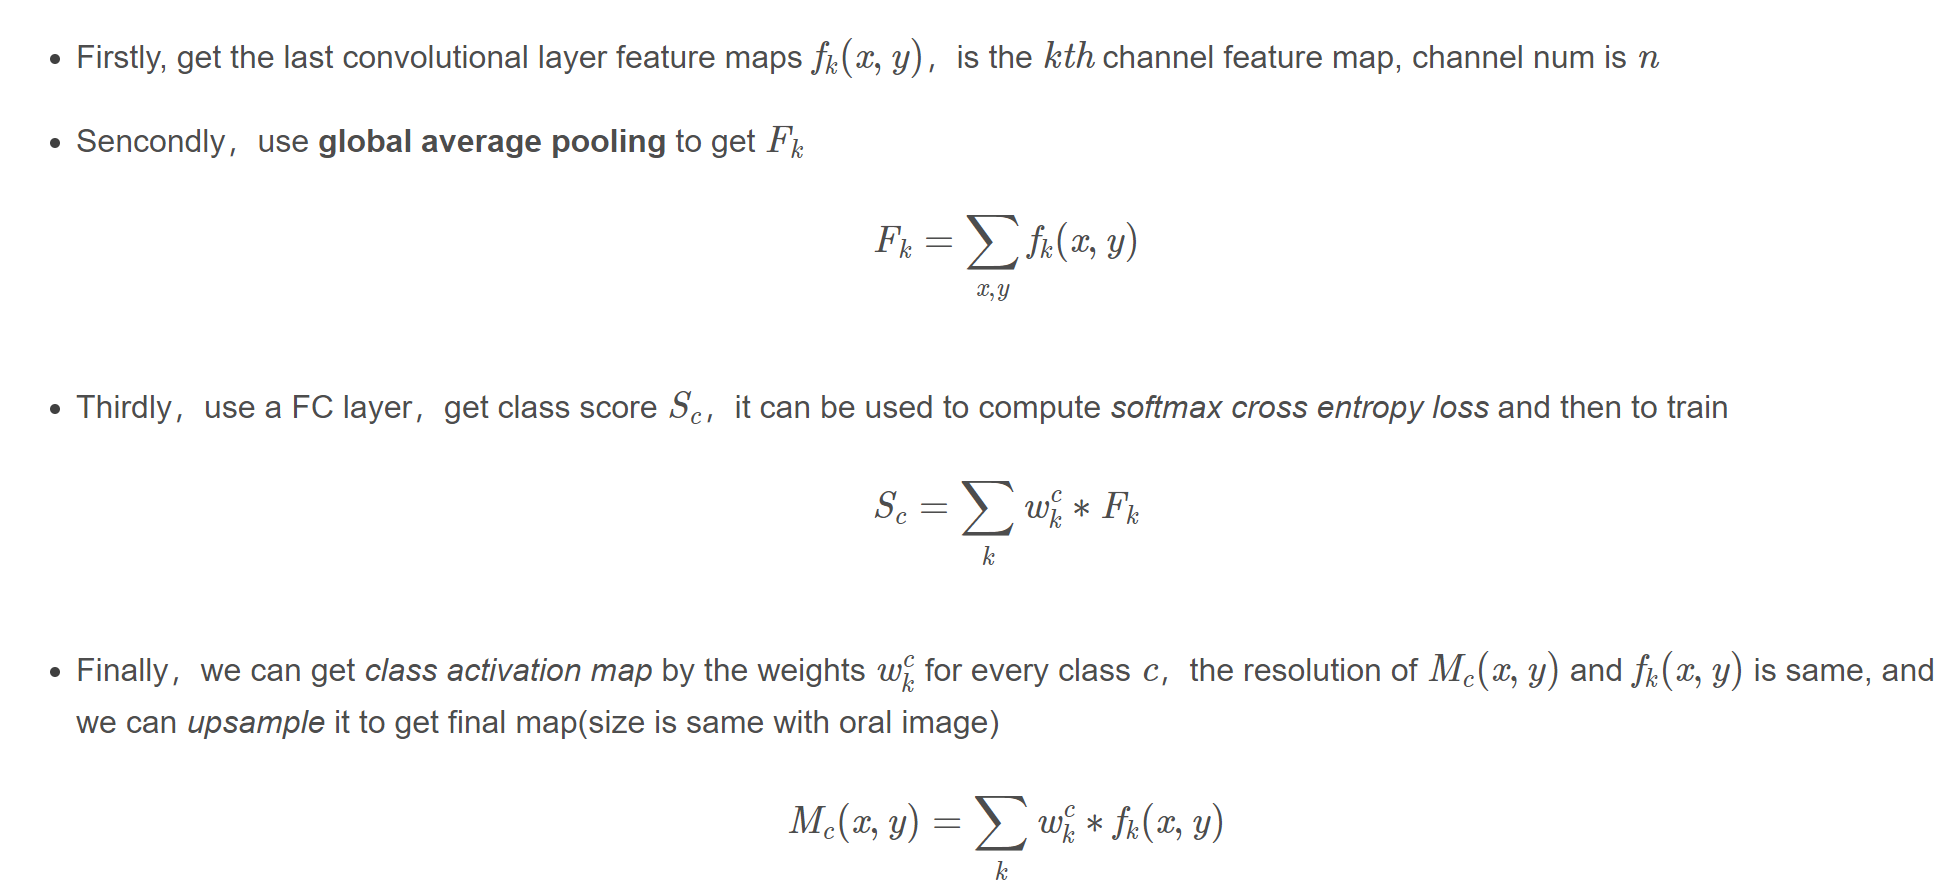 • Firstly, get the last convolutional layer feature maps $f_k(x, y)$，is the $kth$ channel feature map, channel num is $n$
• Sencondly，use global average pooling to get $F_k$
$F_k = \sum_{x,y} f_k(x, y)$
• Thirdly，use a FC layer，get class score $S_c$，it can be used to compute softmax cross entropy loss and then to train
$S_c = \sum_k w_k^c * F_k$
• Finally，we can get class activation map by the weights $w_k^c$ for every class $c$，the resolution of $M_c(x, y)$ and $f_k(x, y)$ is same, and
we can upsample it to get final map(size is same with oral image)
$M_c(x, y) = \sum_k w_k^c * f_k(x, y)$